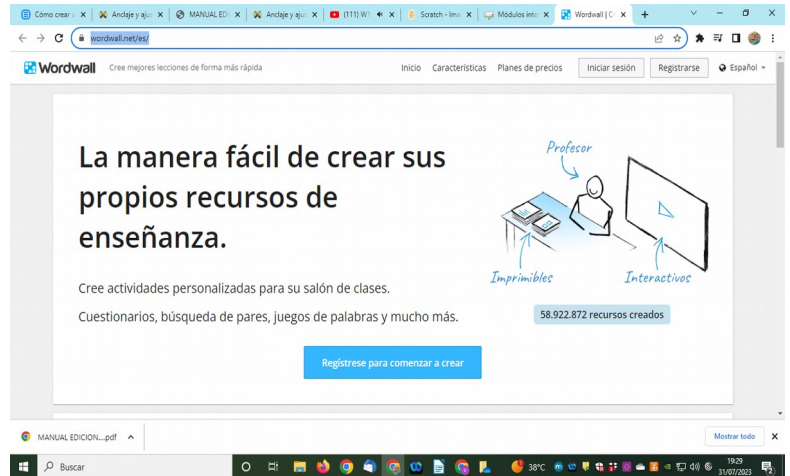 Cómo crear u
Anclaje y aju
MANUAL EDI
Anclaje y aju
(111) W1
Scratch - Ima
Módulos inte
Wordwall | Cr
wordwall.net/es/
Wordwall
Cree mejores lecciones de forma más rápida
Inicio
Características
Planes de precios
Iniciar sesión
Registrarse
Español
La manera fácil de crear sus
propios recursos de
enseñanza.
Cree actividades personalizadas para su salón de clases.
Cuestionarios, búsqueda de pares, juegos de palabras y mucho más.
Regístrese para comenzar a crear
Profesor
Imprimibles
Interactivos
58.922.872 recursos creados
MANUAL EDICION....pdf
Mostrar todo
Buscar
38°C
19:29
31/07/2023